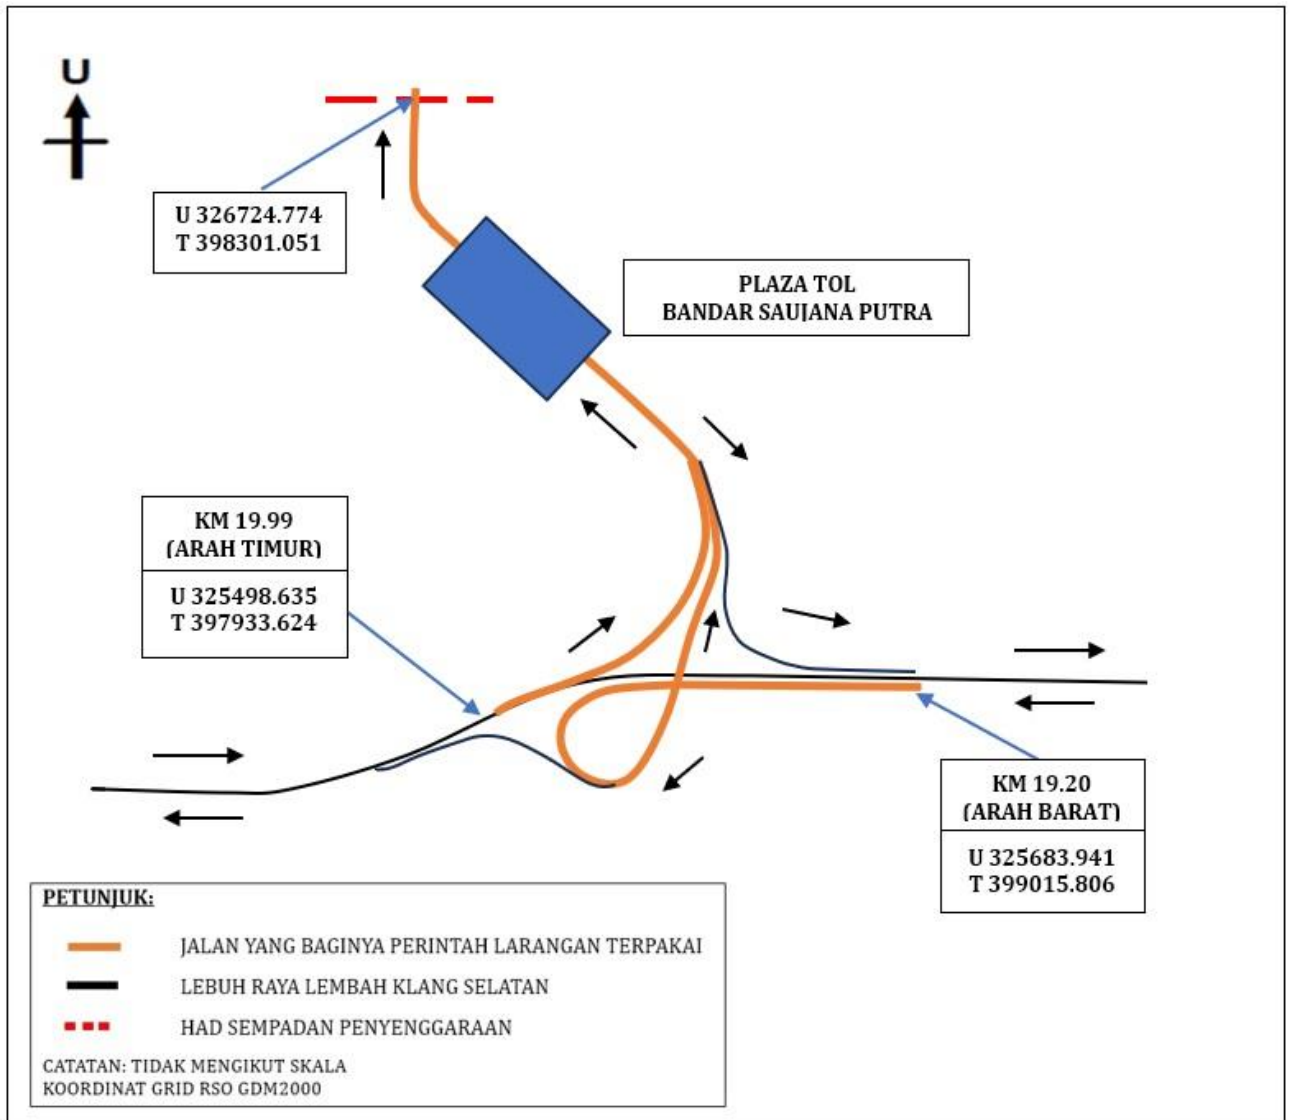 U
U 326724.774
T 398301.051
PLAZA TOL
BANDAR SAUJANA PUTRA
KM 19.99
(ARAH TIMUR)
U 325498.635
T 397933.624
KM 19.20
(ARAH BARAT)
U 325683.941
T 399015.806
PETUNJUK:
JALAN YANG BAGINYA PERINTAH LARANGAN TERPAKAI
LEBUH RAYA LEMBAH KLANG SELATAN
HAD SEMPADAN PENYENGGARAAN
CATATAN: TIDAK MENGIKUT SKALA
KOORDINAT GRID RSO GDM2000